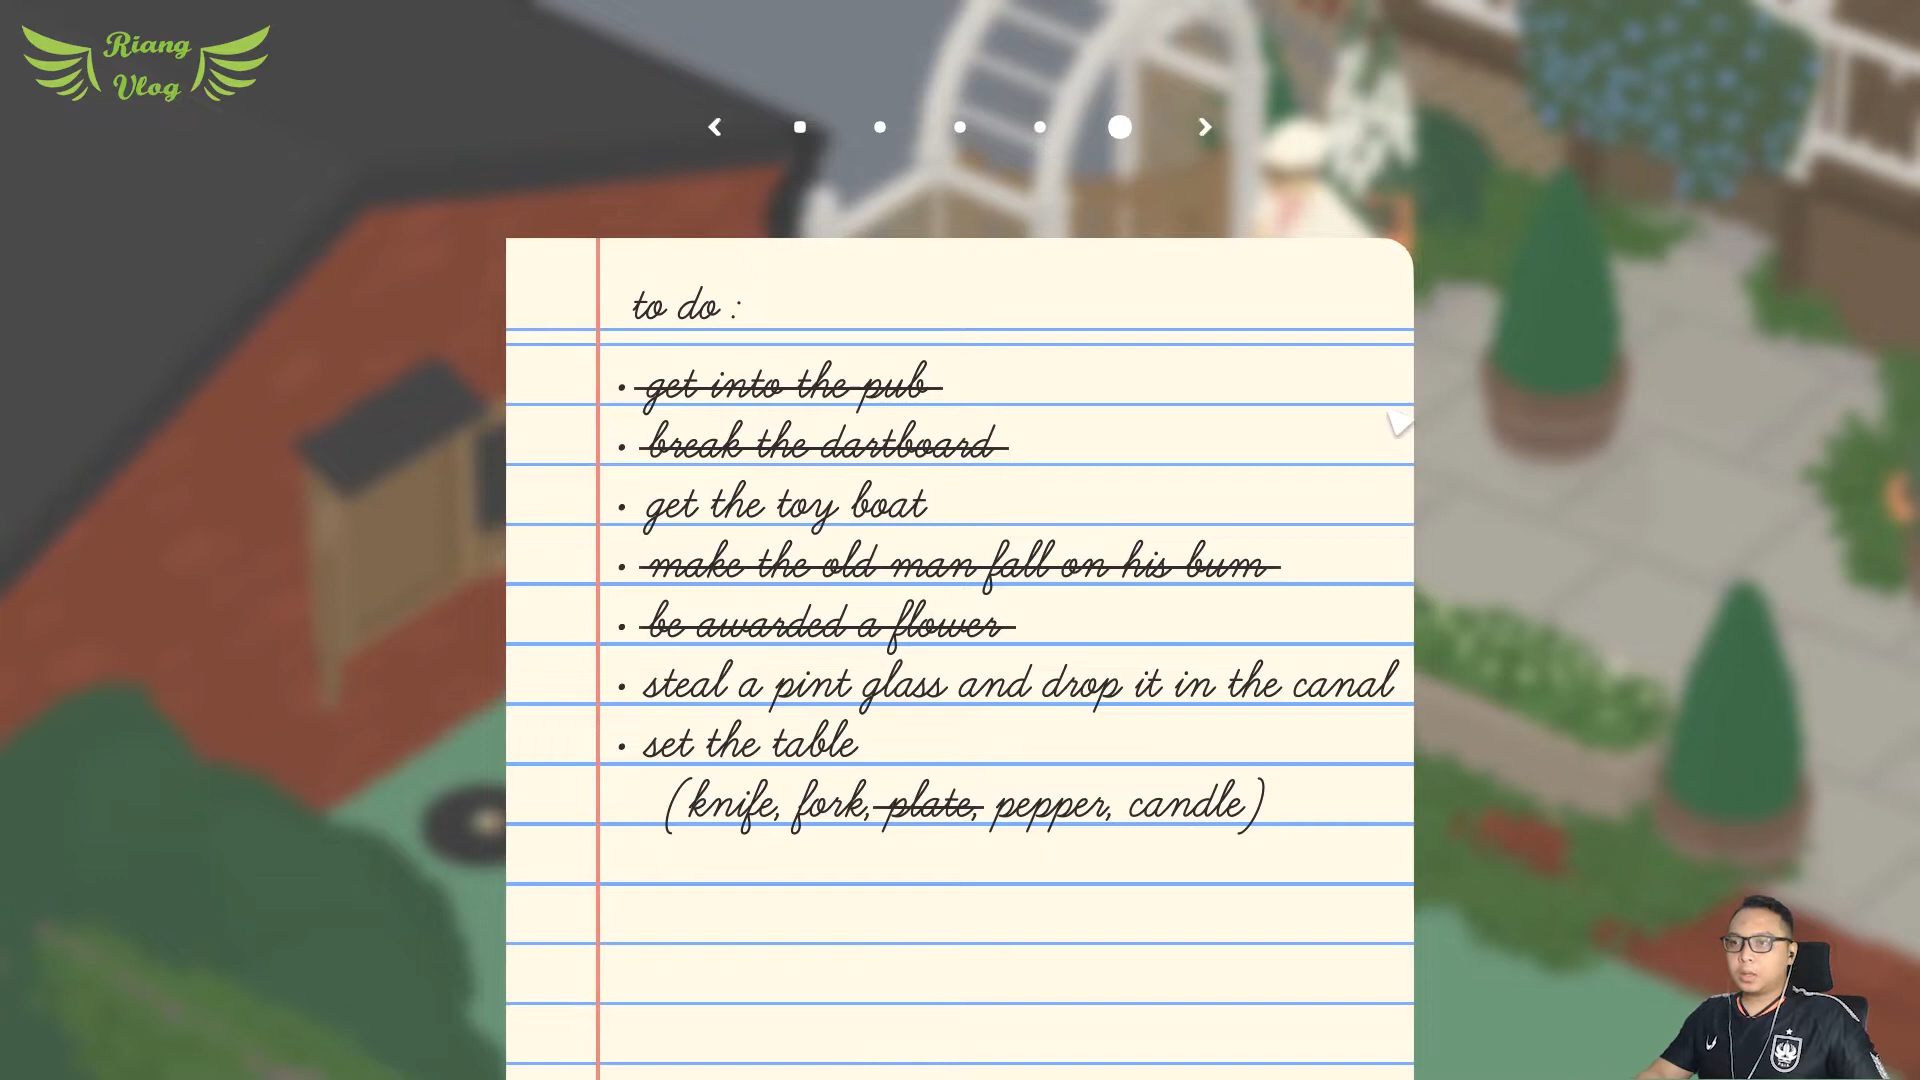 Riang
Vlog
to do :
• get into the pub
• break the dartboard
• get the toy boat
• make the old man fall on his bum
• be awarded a flower
• steal a pint glass and drop it in the canal
• set the table
(knife, fork, plate, pepper, candle)